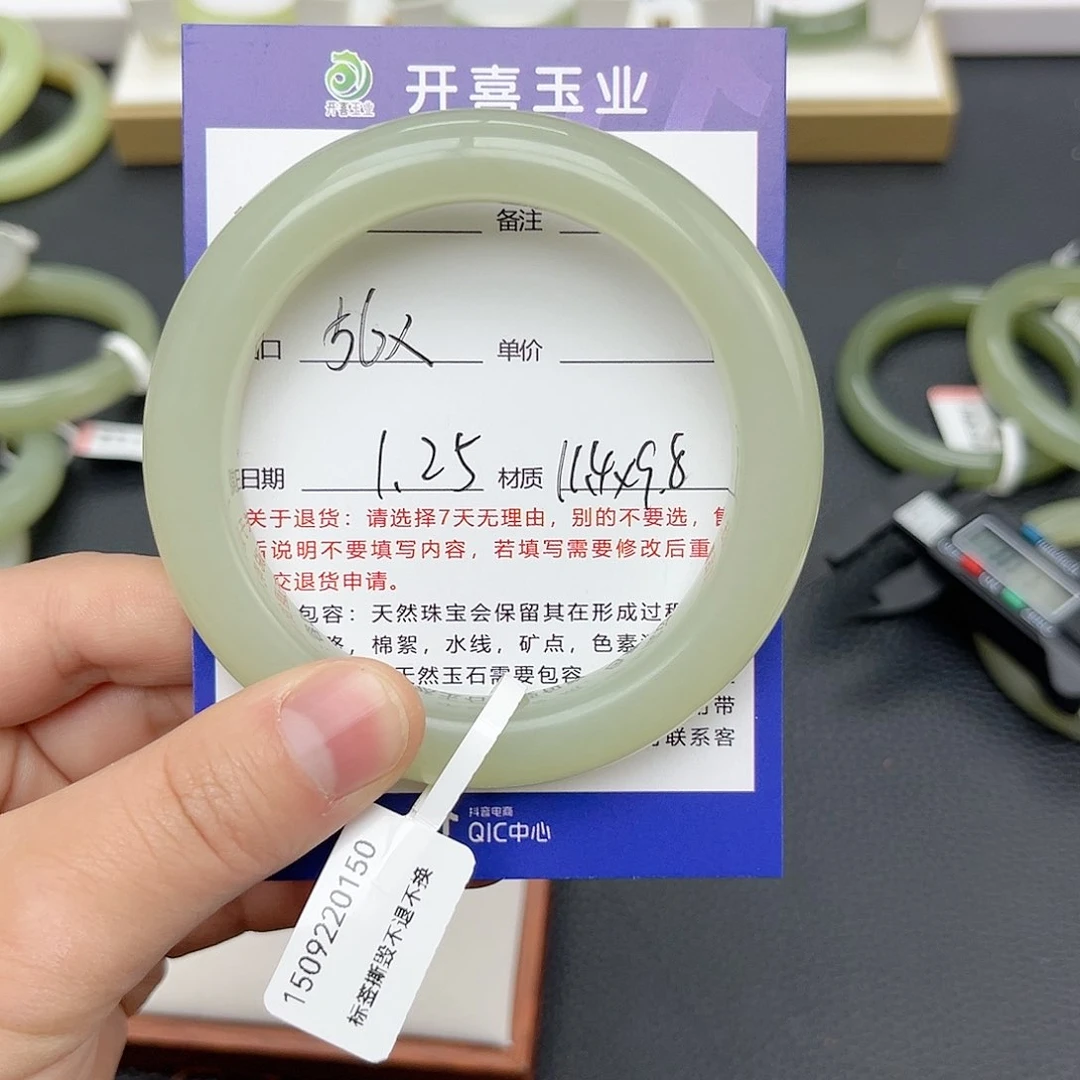 开喜玉业
开喜玉业
备注
口 56X 单价
日期 1.25 材质 11.4x9.8
关于退货：请选择7天无理由，别的不要选，售
后说明不要填写内容，若填写需要修改后重
交退货申请。
包容：天然珠宝会保留其在形成过程
，棉絮，水线，矿点，色素
天然玉石需要包容
带
联系客
抖音电商
QIC中心
1509220150
标签撕毁不退不换